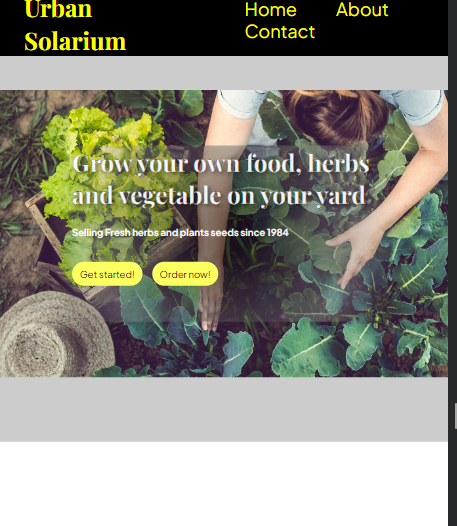 Urban
Solarium
Home About
Contact
Grow your own food, herbs
and vegetable on your yard
Selling Fresh herbs and plants seeds since 1984
Get started! Order now!